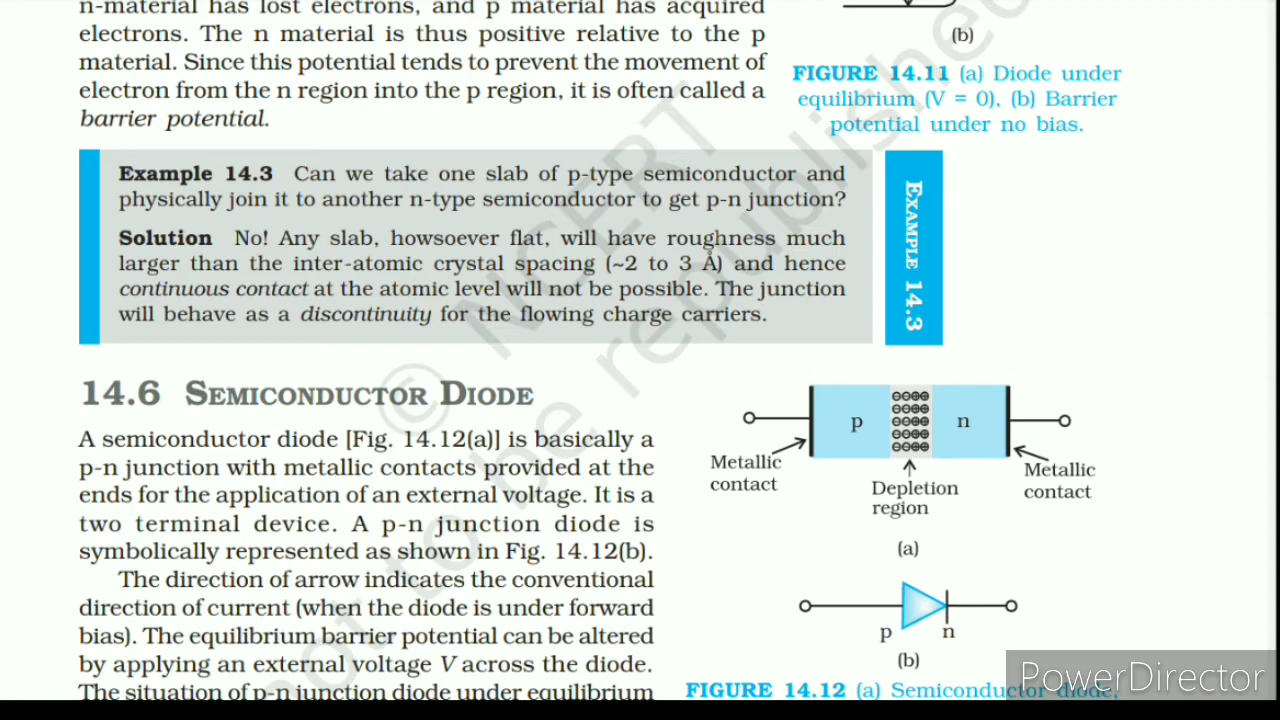 n-material has lost electrons, and p material has acquired
electrons. The n material is thus positive relative to the p
material. Since this potential tends to prevent the movement of
electron from the n region into the p region, it is often called a
barrier potential.
(b)
FIGURE 14.11 (a) Diode under
equilibrium (V = 0), (b) Barrier
potential under no bias.
Example 14.3 Can we take one slab of p-type semiconductor and
physically join it to another n-type semiconductor to get p-n junction?
Solution No! Any slab, howsoever flat, will have roughness much
larger than the inter-atomic crystal spacing (~2 to 3 Å) and hence
continuous contact at the atomic level will not be possible. The junction
will behave as a discontinuity for the flowing charge carriers.
EXAMPLE 14.3
14.6 SEMICONDUCTOR DIODE
A semiconductor diode [Fig. 14.12(a)] is basically a
p-n junction with metallic contacts provided at the
ends for the application of an external voltage. It is a
two terminal device. A p-n junction diode is
symbolically represented as shown in Fig. 14.12(b).
The direction of arrow indicates the conventional
direction of current (when the diode is under forward
bias). The equilibrium barrier potential can be altered
by applying an external voltage V across the diode.
The situation of p-n junction diode under equilibrium
p
n
Metallic
contact
Depletion
region
Metallic
contact
(a)
p
n
(b)
FIGURE 14.12 (a) Semiconductor diode,
© NCERT
not to be republished
PowerDirector